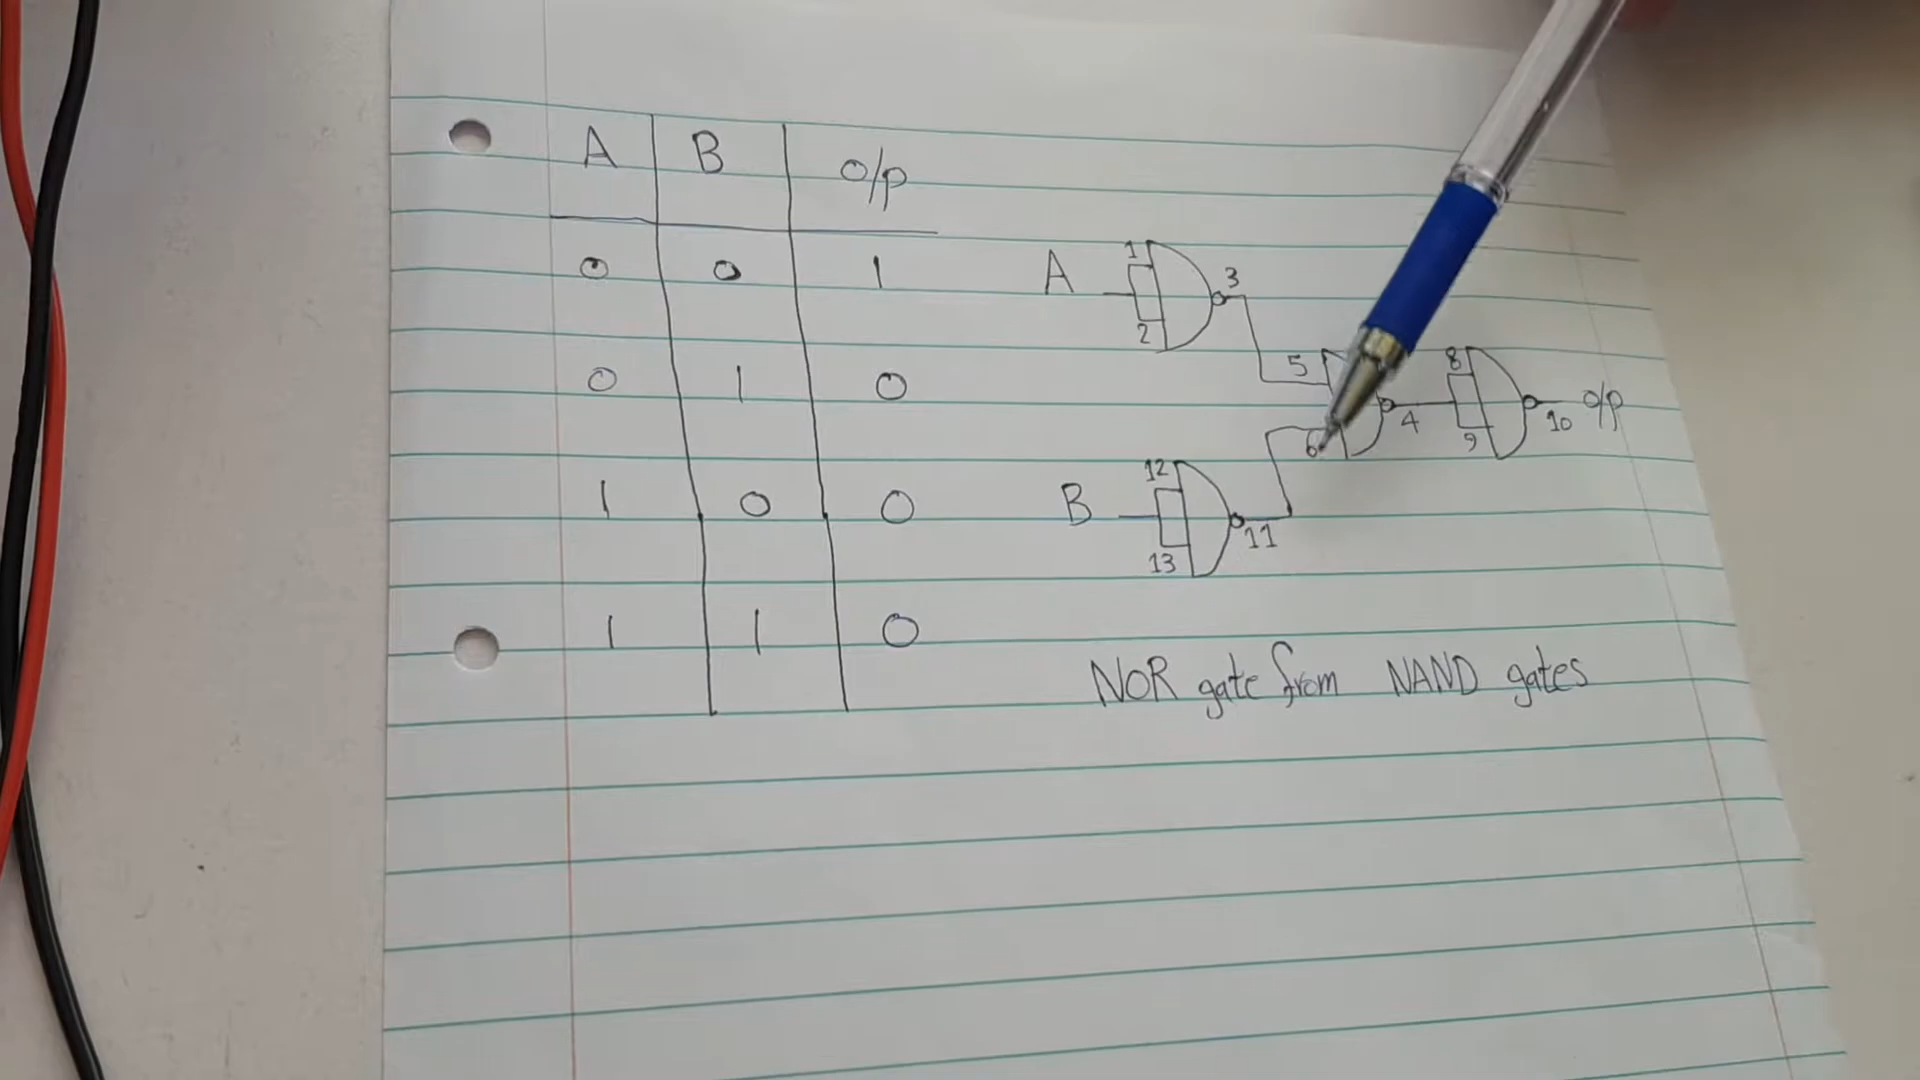 A B o/p
0 0 1
0 1 0
1 0 0
1 1 0
A 1 2 3
5 6 4 8 9 10 o/p
B 12 13 11
NOR gate from NAND gates